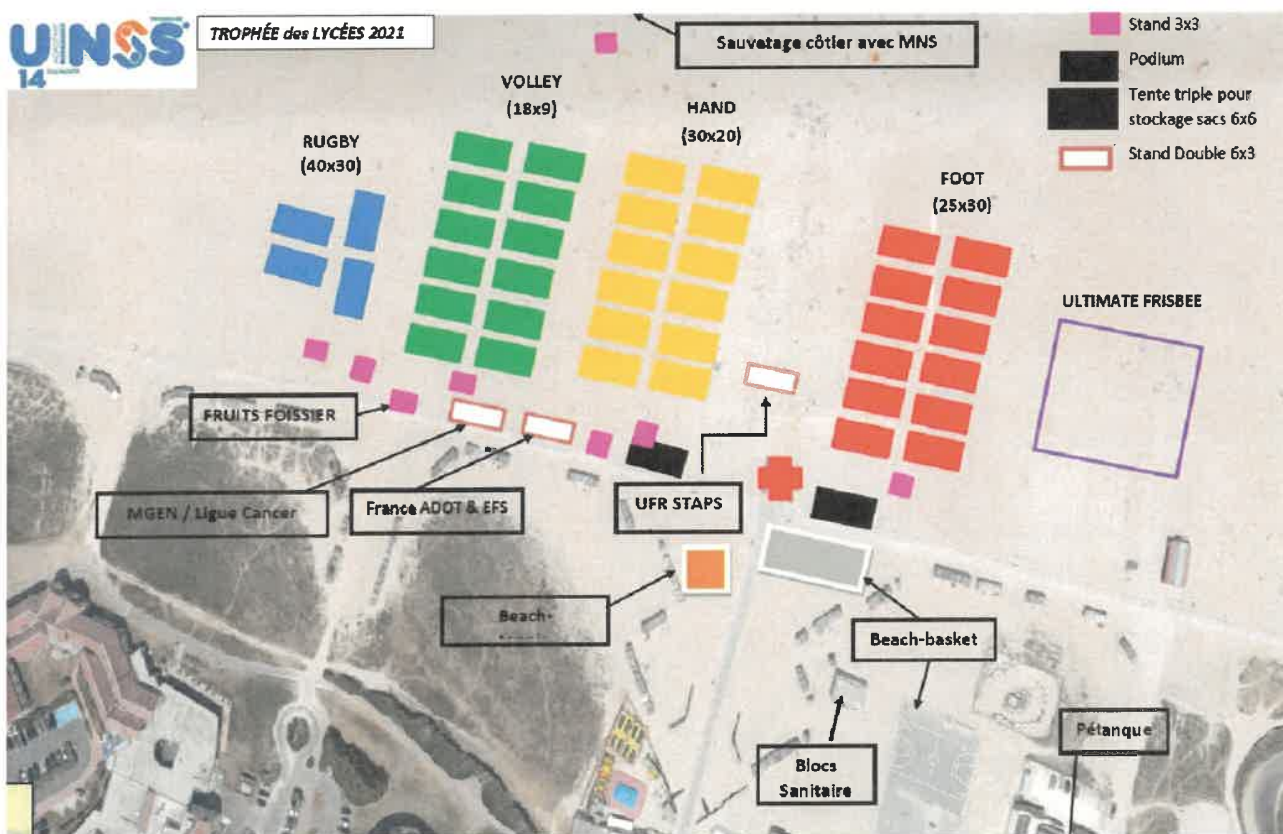 UNSS
14
TROPHÉE des LYCÉES 2021
Sauvetage côtier avec MNS
Stand 3x3
Podium
Tente triple pour
stockage sacs 6x6
Stand Double 6x3
VOLLEY
(18x9)
HAND
(30x20)
RUGBY
(40x30)
FOOT
(25x30)
ULTIMATE FRISBEE
FRUITS FOISSIER
MGEN / Ligue Cancer
France ADOT & EFS
UFR STAPS
Beach-
Beach-basket
Pétanque
Blocs
Sanitaire